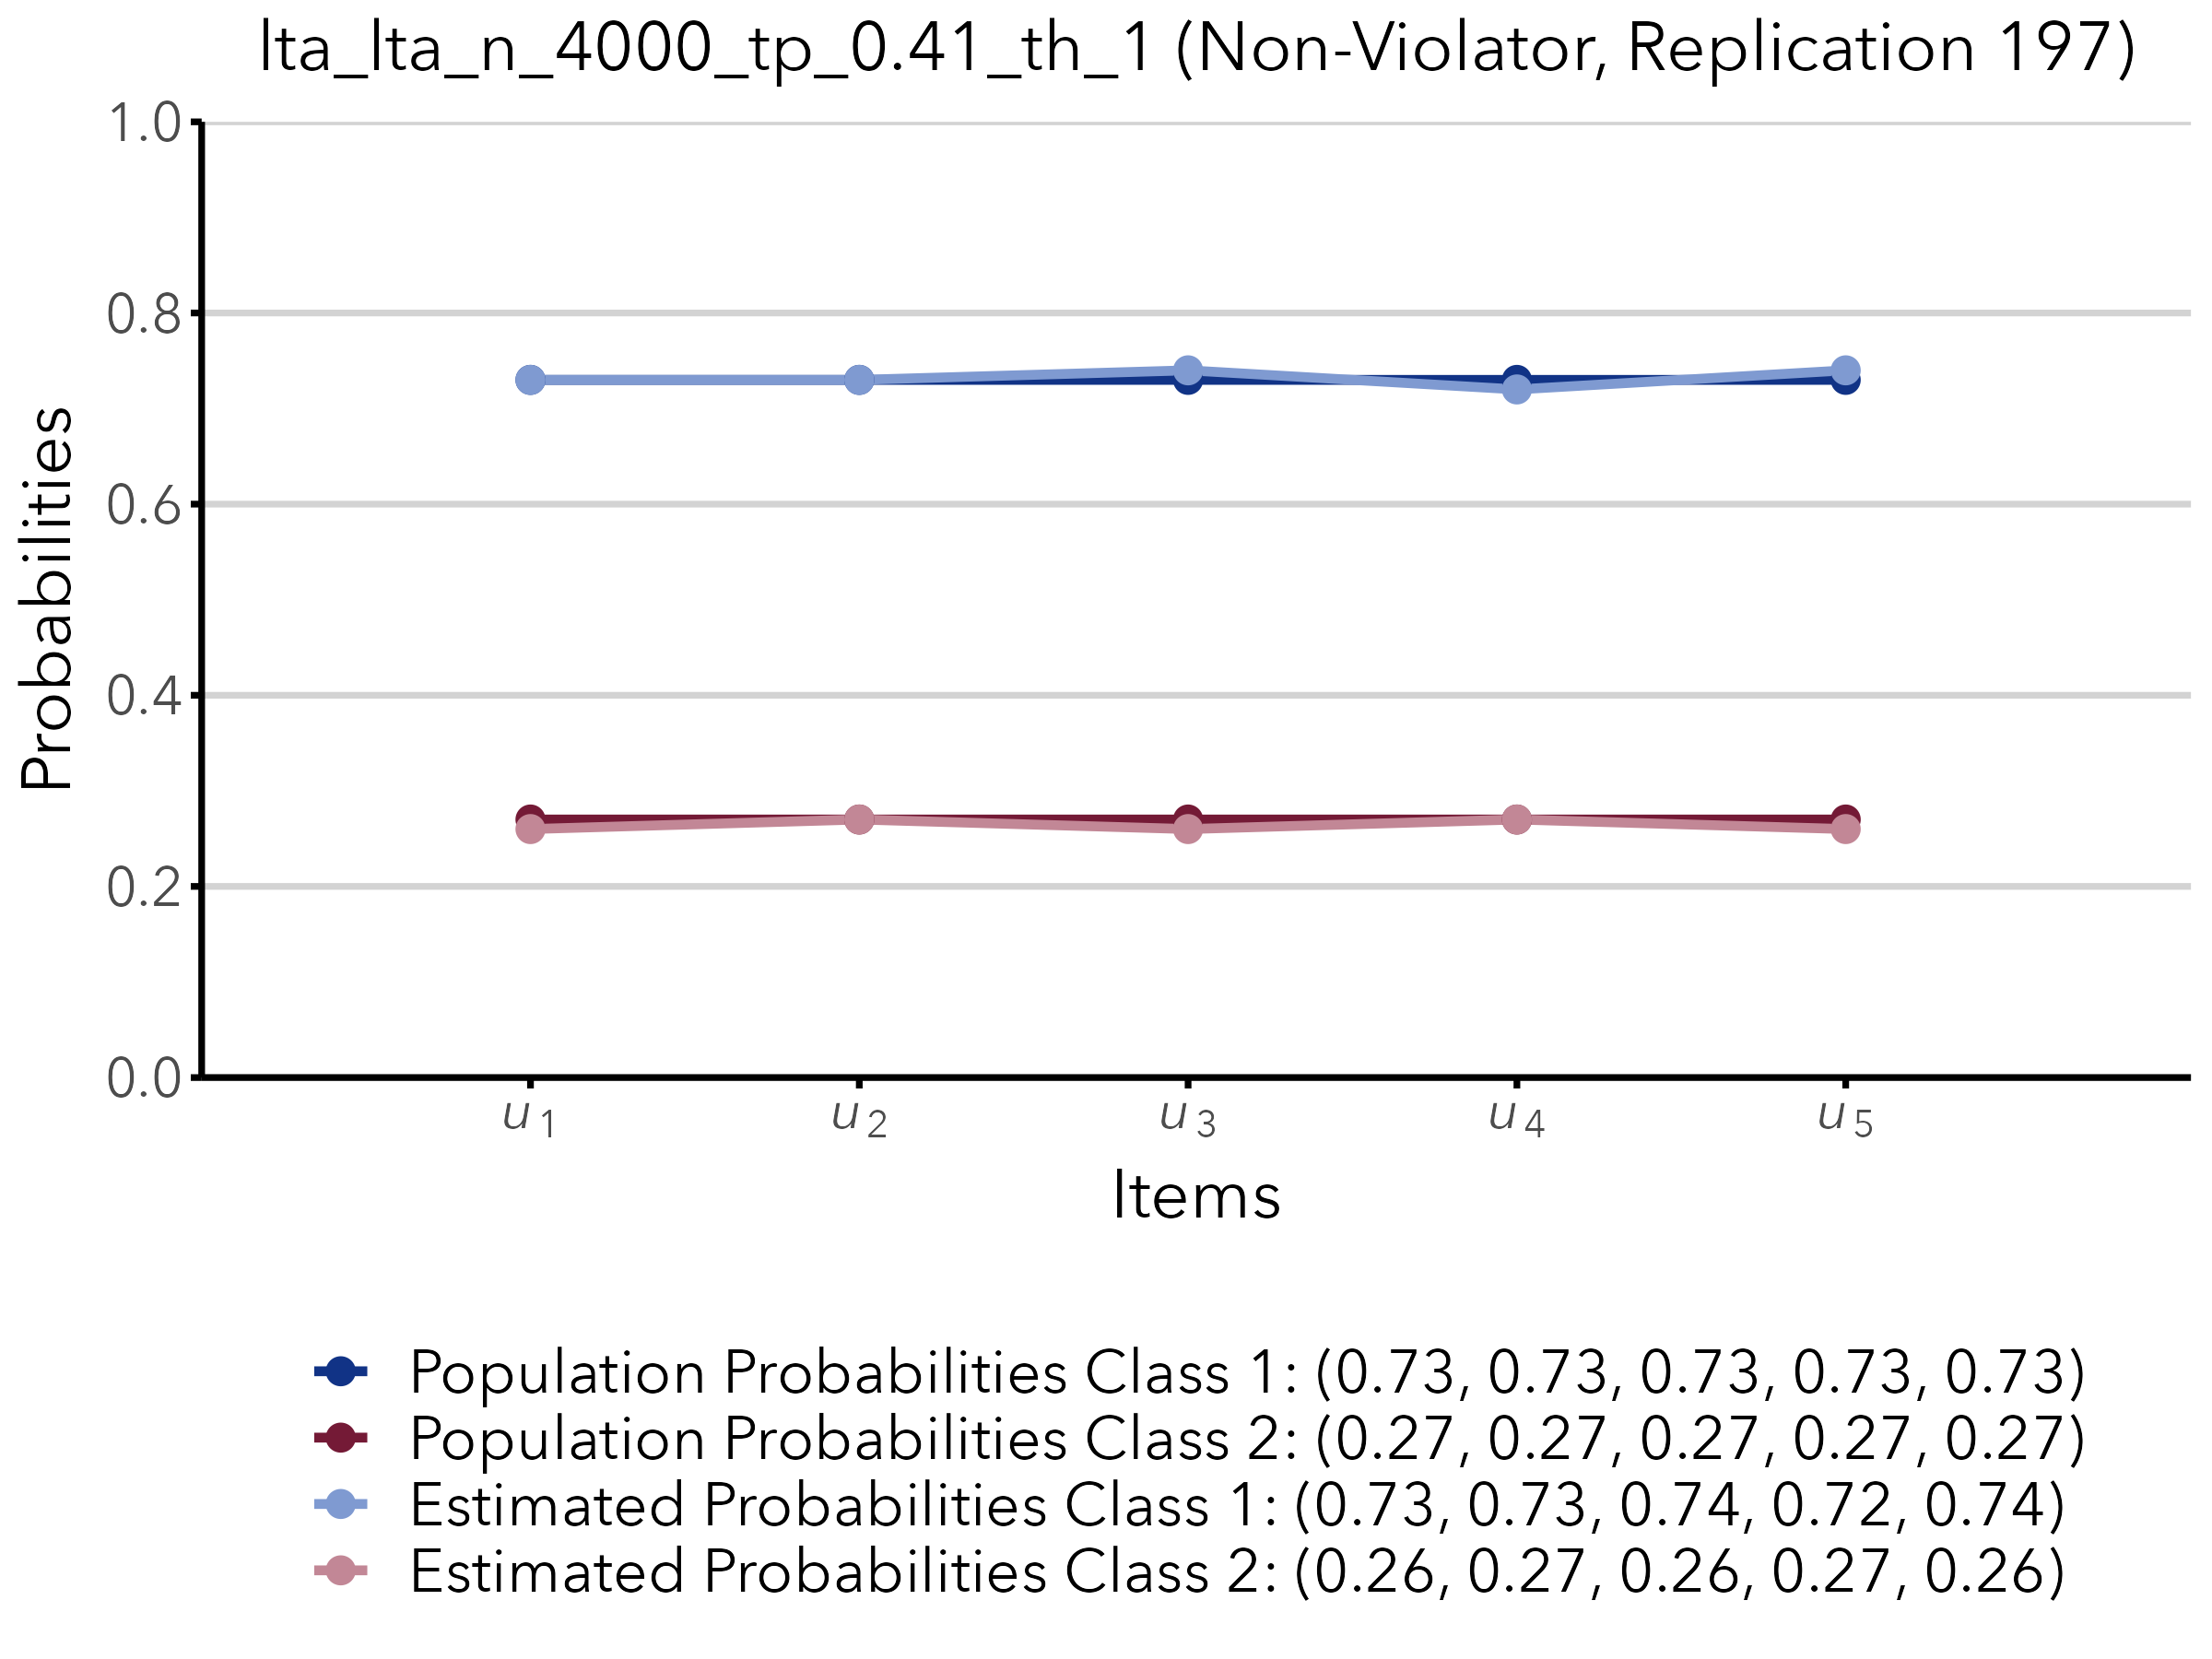 lta_lta_n_4000_tp_0.41_th_1 (Non-Violator, Replication 197)
1.0
0.8
0.6
0.4
0.2
0.0
Probabilities
u1 u2 u3 u4 u5
Items
Population Probabilities Class 1: (0.73, 0.73, 0.73, 0.73, 0.73)
Population Probabilities Class 2: (0.27, 0.27, 0.27, 0.27, 0.27)
Estimated Probabilities Class 1: (0.73, 0.73, 0.74, 0.72, 0.74)
Estimated Probabilities Class 2: (0.26, 0.27, 0.26, 0.27, 0.26)